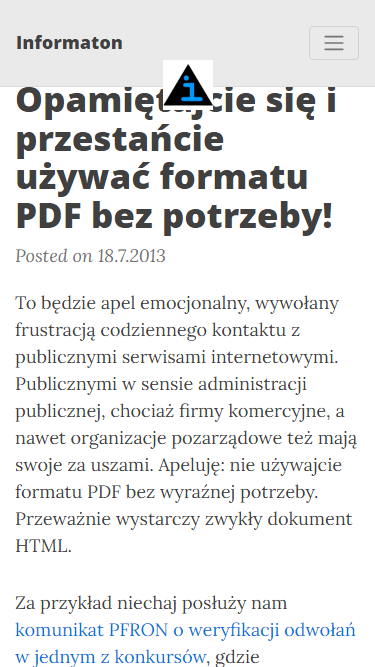 Informaton
Opamiętajcie się i
przestańcie
używać formatu
PDF bez potrzeby!
Posted on 18.7.2013
To będzie apel emocjonalny, wywołany
frustracją codziennego kontaktu z
publicznymi serwisami internetowymi.
Publicznymi w sensie administracji
publicznej, chociaż firmy komercyjne, a
nawet organizacje pozarządowe też mają
swoje za uszami. Apeluję: nie używajcie
formatu PDF bez wyraźnej potrzeby.
Przeważnie wystarczy zwykły dokument
HTML.
Za przykład niechaj posłuży nam
komunikat PFRON o weryfikacji odwołań
w jednym z konkursów, gdzie